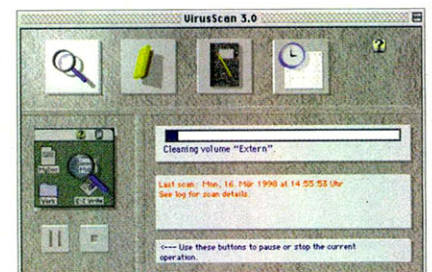 VirusScan 3.0
Cleaning volume "Extern".
Last scan: Mon, 16. Mär 1998 at 14:55:53 Uhr
See log for scan details.
<--- Use these buttons to pause or stop the current
operation.